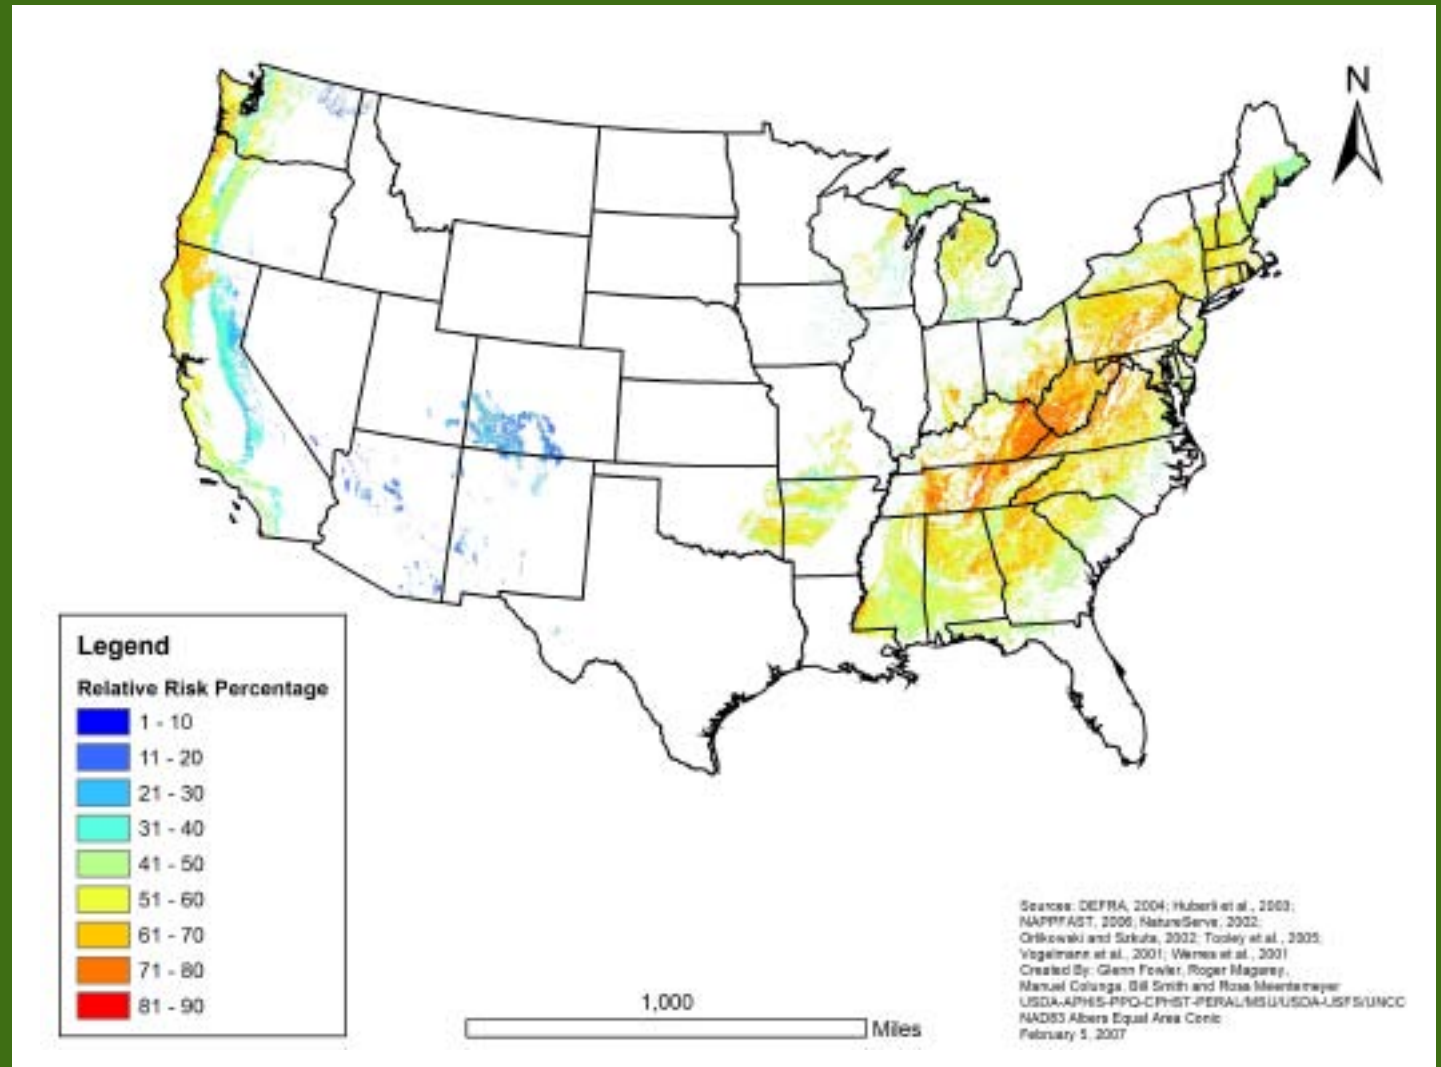 N
Legend
Relative Risk Percentage
1 - 10
11 - 20
21 - 30
31 - 40
41 - 50
51 - 60
61 - 70
71 - 80
81 - 90
1,000
Miles
Sources: DEFRA, 2004; Huberli et al., 2003;
NAPPFAST, 2006; NatureServe, 2002;
Orlikowski and Szkuta, 2002; Tooley et al., 2005;
Vogelmann et al., 2001; Werres et al., 2001
Created By: Glenn Fowler, Roger Magarey,
Manuel Colunga, Bill Smith and Ross Meentemeyer
USDA-APHIS-PPQ-CPHST-PERAL/MSU/USDA-USFS/UNCC
NAD83 Albers Equal Area Conic
February 5, 2007